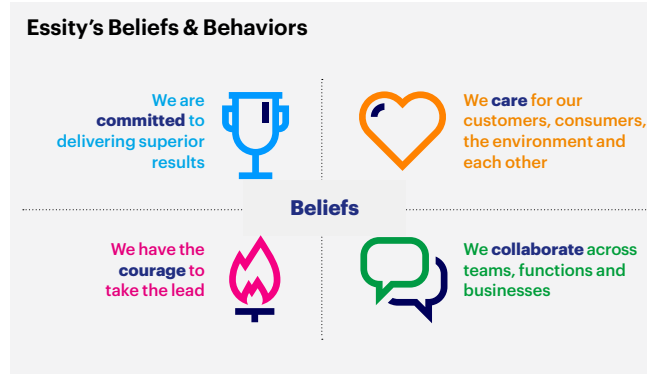 Essity’s Beliefs & Behaviors
We are
committed to
delivering superior
results
We care for our
customers, consumers,
the environment and
each other
Beliefs
We have the
courage to
take the lead
We collaborate across
teams, functions and
businesses